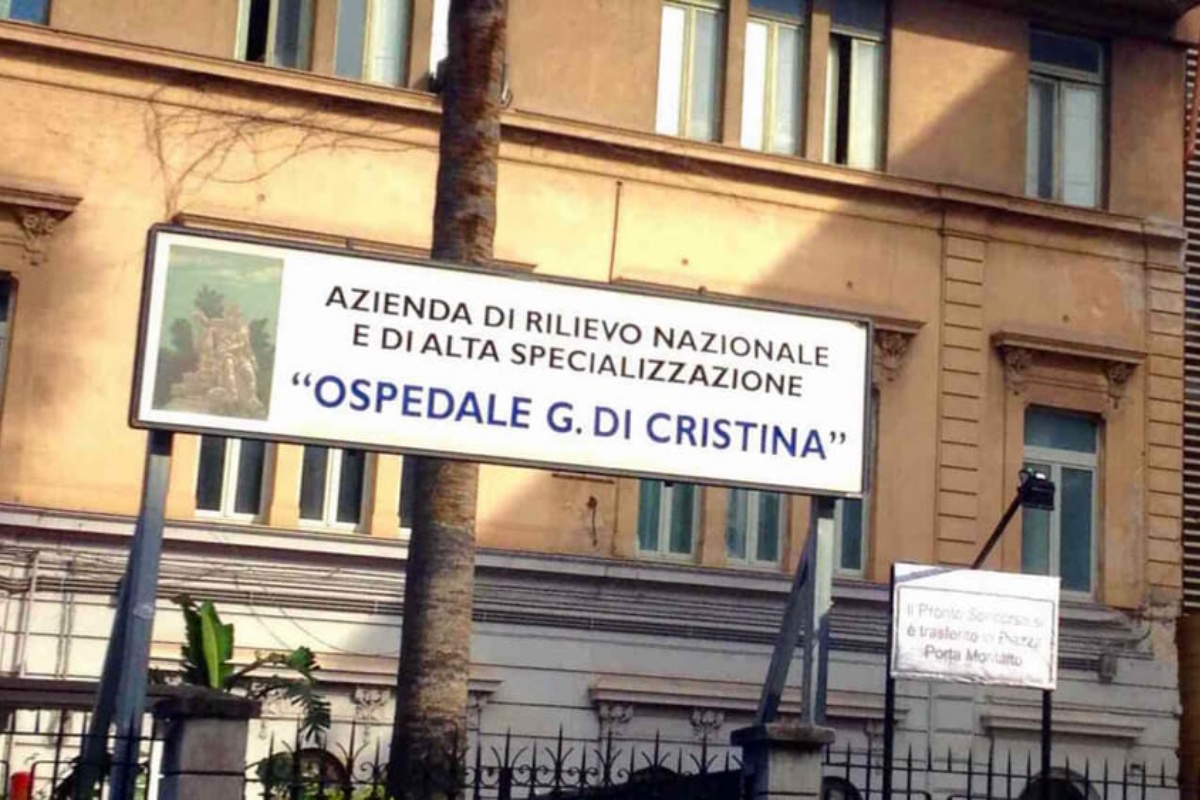 AZIENDA DI RILIEVO NAZIONALE
E DI ALTA SPECIALIZZAZIONE
“OSPEDALE G. DI CRISTINA”
Il Pronto Soccorso si
è trasferito in Piazza
Porta Montalto